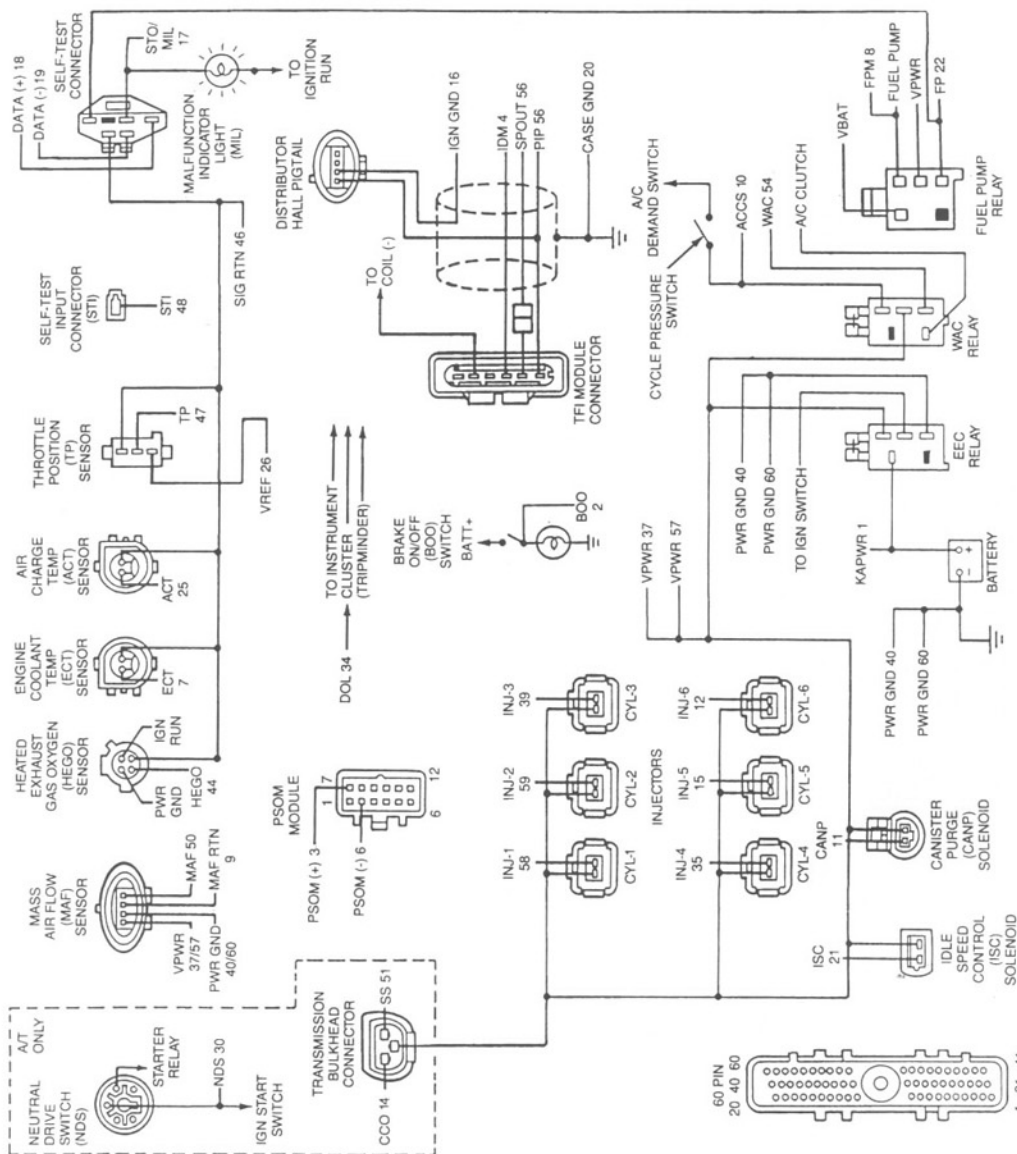 NEUTRAL
DRIVE
SWITCH
(NDS)
A/T
ONLY
STARTER
RELAY
NDS 30
IGN START
SWITCH
TRANSMISSION
BULKHEAD
CONNECTOR
CCO 14
SS 51
MASS
AIR FLOW
(MAF)
SENSOR
VPWR
37/57
PWR GND
40/60
MAF 50
MAF RTN
9
HEATED
EXHAUST
GAS OXYGEN
(HEGO)
SENSOR
PWR
GND
IGN
RUN
HEGO
44
ENGINE
COOLANT
TEMP
(ECT)
SENSOR
ECT
7
AIR
CHARGE
TEMP
(ACT)
SENSOR
ACT
25
THROTTLE
POSITION
(TP)
SENSOR
TP
47
VREF 26
SELF-TEST
INPUT
CONNECTOR
(STI)
STI
48
SIG RTN 46
DATA (+) 18
DATA (-) 19
SELF-TEST
CONNECTOR
STO/
MIL
17
MALFUNCTION
INDICATOR
LIGHT
(MIL)
TO
IGNITION
RUN
PSOM
MODULE
PSOM (+) 3
PSOM (-) 6
1
7
6
12
DOL 34
TO INSTRUMENT
CLUSTER
(TRIPMINDER)
BRAKE
ON/OFF
(BOO)
SWITCH
BATT+
BOO
2
DISTRIBUTOR
HALL PIGTAIL
TO
COIL (-)
IGN GND 16
IDM 4
SPOUT 56
PIP 56
CASE GND 20
TFI MODULE
CONNECTOR
INJ-1
58
INJ-2
59
INJ-3
39
CYL-1
CYL-2
CYL-3
INJECTORS
INJ-4
35
INJ-5
15
INJ-6
12
CYL-4
CYL-5
CYL-6
VPWR 37
VPWR 57
CYCLE PRESSURE
SWITCH
A/C
DEMAND SWITCH
ACCS 10
WAC 54
A/C CLUTCH
PWR GND 40
PWR GND 60
TO IGN SWITCH
KAPWR 1
EEC
RELAY
WAC
RELAY
VBAT
FPM 8
FUEL PUMP
VPWR
FP 22
FUEL PUMP
RELAY
60 PIN
20 40 60
ISC
21
IDLE
SPEED
CONTROL
(ISC)
SOLENOID
CANP
11
CANISTER
PURGE
(CANP)
SOLENOID
PWR GND 40
PWR GND 60
- +
BATTERY